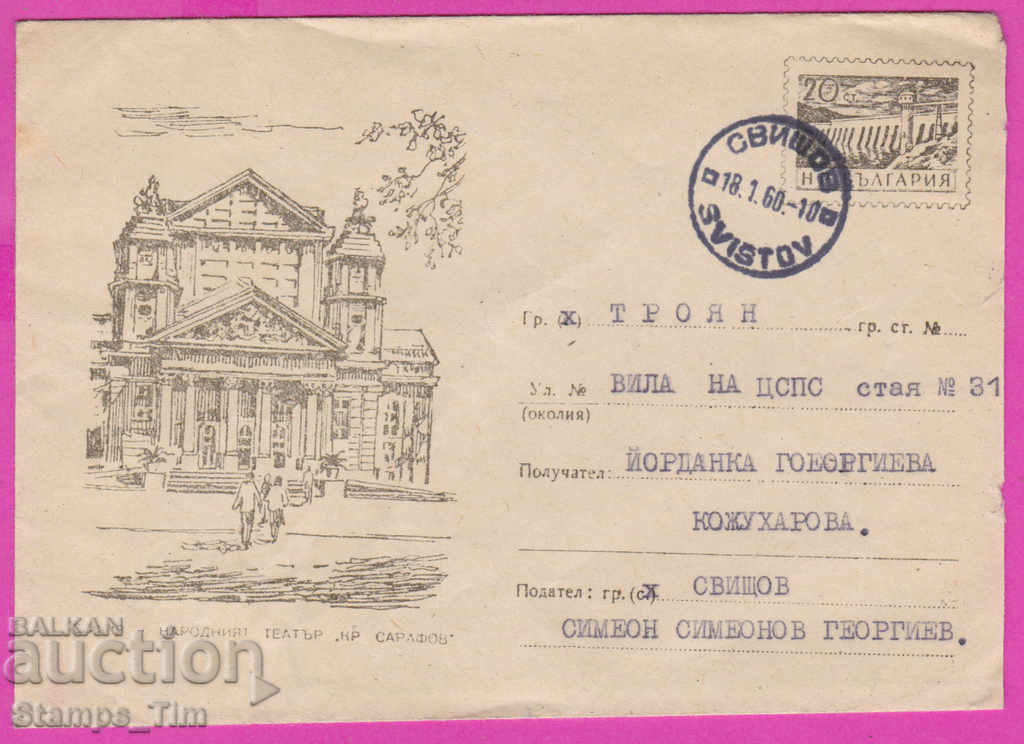 20 СТ.
Н БЪЛГАРИЯ
СВИЩОВ
18.1.60.-10
SVISTOV
Гр. (х) ТРОЯН гр. ст. №
Ул. № ВИЛА НА ЦСПС стая № 31
(околия)
Получател: ЙОРДАНКА ГОЕОРГИЕВА
КОЖУХАРОВА.
Подател: гр. (с) х СВИЩОВ
СИМЕОН СИМЕОНОВ ГЕОРГИЕВ.
НАРОДНИЯТ ТЕАТЪР „КР САРАФОВ"
BALKAN
auction
Stamps_Tim